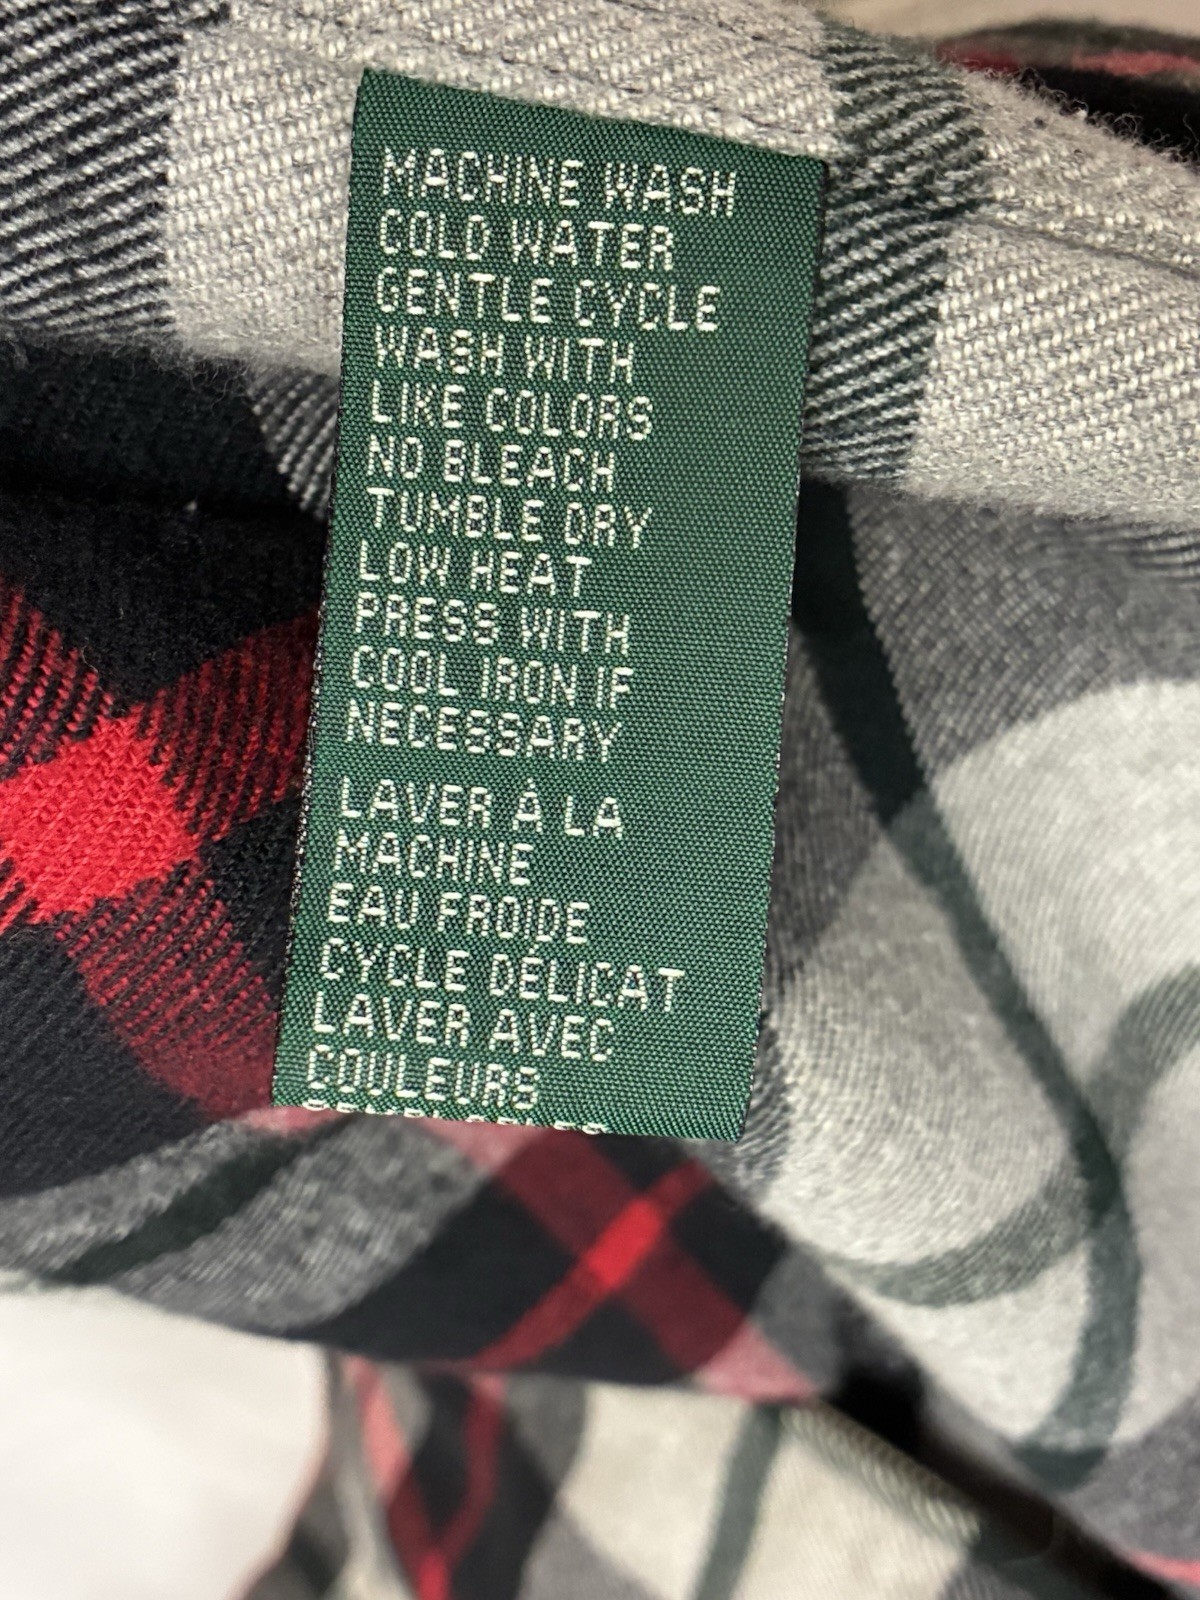 MACHINE WASH
COLD WATER
GENTLE CYCLE
WASH WITH
LIKE COLORS
NO BLEACH
TUMBLE DRY
LOW HEAT
PRESS WITH
COOL IRON IF
NECESSARY
LAVER À LA
MACHINE
EAU FROIDE
CYCLE DELICAT
LAVER AVEC
COULEURS